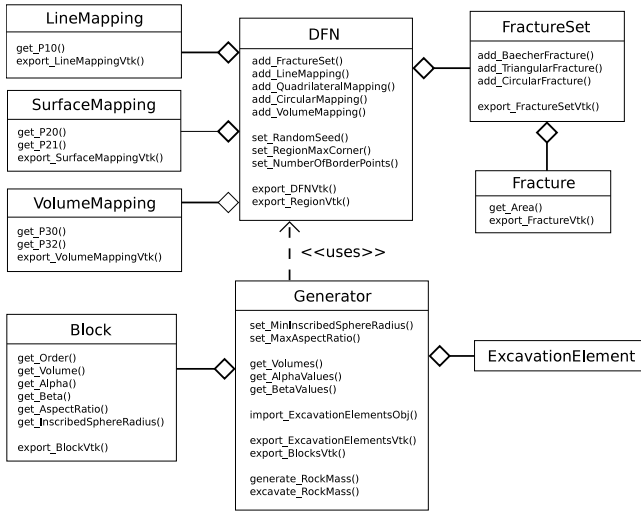 LineMapping
get_P10()
export_LineMappingVtk()
SurfaceMapping
get_P20()
get_P21()
export_SurfaceMappingVtk()
VolumeMapping
get_P30()
get_P32()
export_VolumeMappingVtk()
DFN
add_FractureSet()
add_LineMapping()
add_QuadrilateralMapping()
add_CircularMapping()
add_VolumeMapping()
set_RandomSeed()
set_RegionMaxCorner()
set_NumberOfBorderPoints()
export_DFNVtk()
export_RegionVtk()
FractureSet
add_BaecherFracture()
add_TriangularFracture()
add_CircularFracture()
export_FractureSetVtk()
Fracture
get_Area()
export_FractureVtk()
<<uses>>
Block
get_Order()
get_Volume()
get_Alpha()
get_Beta()
get_AspectRatio()
get_InscribedSphereRadius()
export_BlockVtk()
Generator
set_MinInscribedSphereRadius()
set_MaxAspectRatio()
get_Volumes()
get_AlphaValues()
get_BetaValues()
import_ExcavationElementsObj()
export_ExcavationElementsVtk()
export_BlocksVtk()
generate_RockMass()
excavate_RockMass()
ExcavationElement